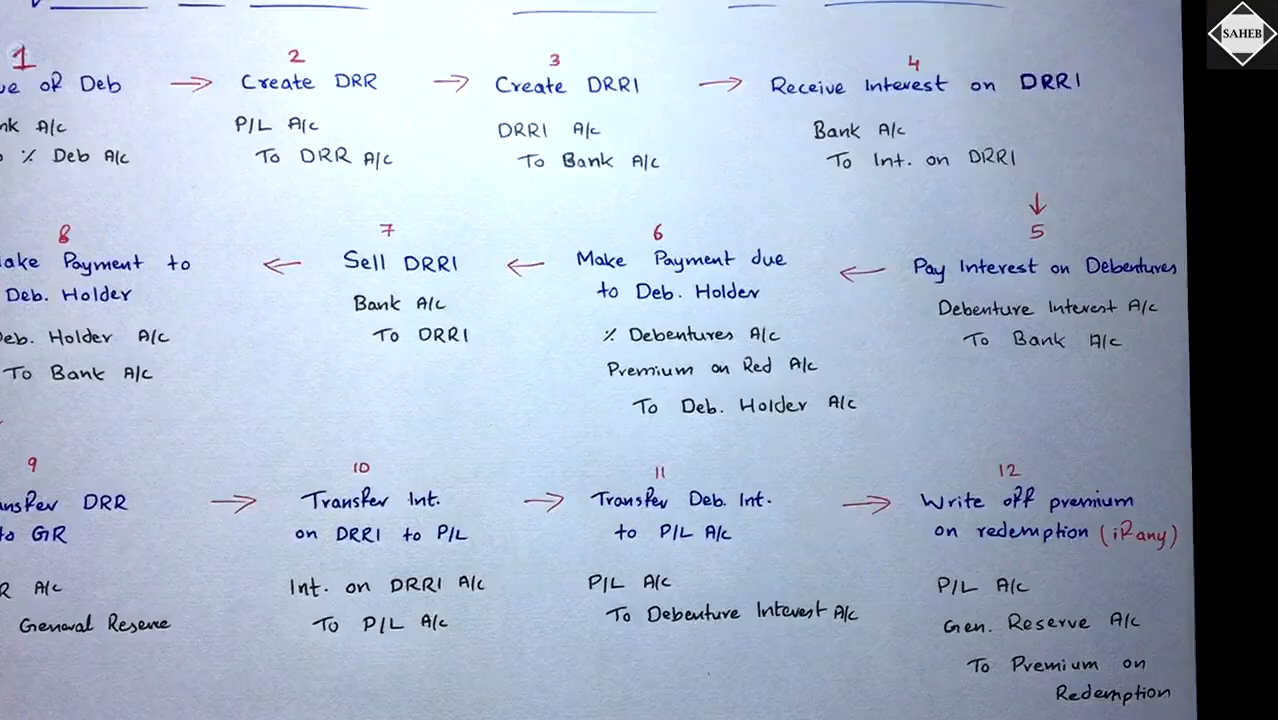 SAHEB
1
2
3
4
ue of Deb → Create DRR → Create DRRI → Receive Interest on DRRI
nk A/c
% Deb A/c
P/L A/c
To DRR A/c
DRRI A/c
To Bank A/c
Bank A/c
To Int. on DRRI
↓
5
Pay Interest on Debentures
Debenture Interest A/c
To Bank A/c
←
6
Make Payment due
to Deb. Holder
% Debentures A/c
Premium on Red A/c
To Deb. Holder A/c
←
7
Sell DRRI
Bank A/c
To DRRI
←
8
ake Payment to
Deb. Holder
eb. Holder A/c
To Bank A/c
9
ansfer DRR
to GR
R A/c
General Reserve
→
10
Transfer Int.
on DRRI to P/L
Int. on DRRI A/c
To P/L A/c
→
11
Transfer Deb. Int.
to P/L A/c
P/L A/c
To Debenture Interest A/c
→
12
Write off premium
on redemption (if any)
P/L A/c
Gen. Reserve A/c
To Premium on
Redemption